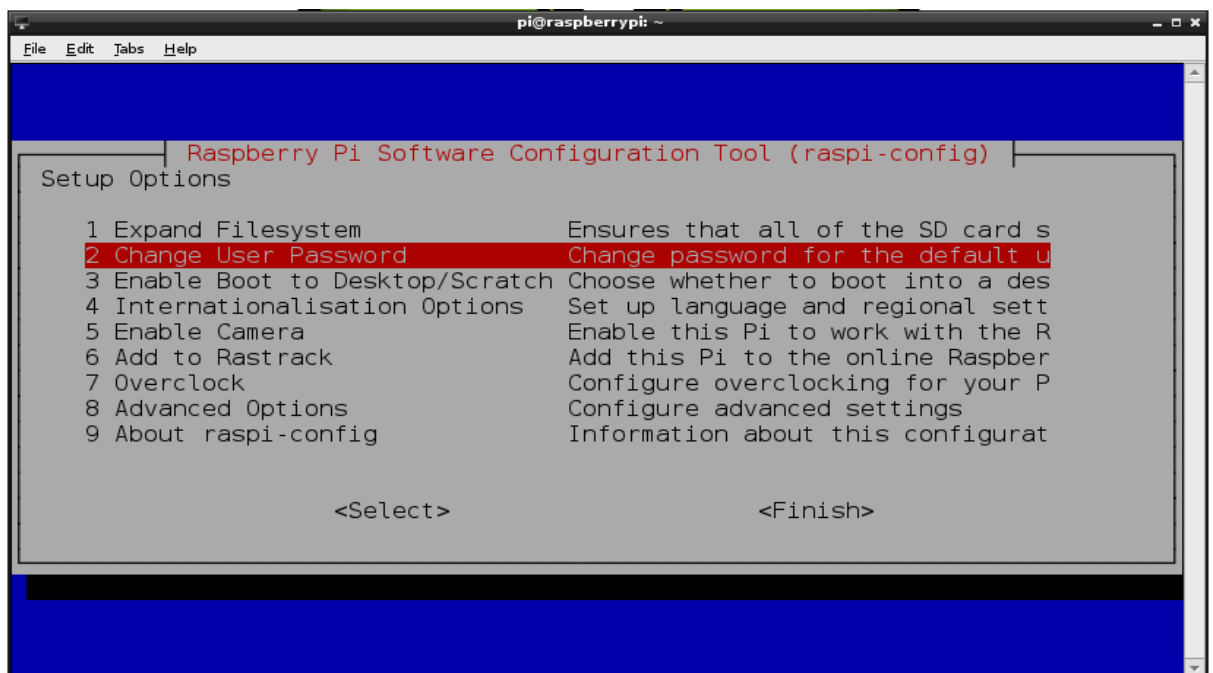 pi@raspberrypi: ~
File Edit Tabs Help
Raspberry Pi Software Configuration Tool (raspi-config)
Setup Options
1 Expand Filesystem Ensures that all of the SD card s
2 Change User Password Change password for the default u
3 Enable Boot to Desktop/Scratch Choose whether to boot into a des
4 Internationalisation Options Set up language and regional sett
5 Enable Camera Enable this Pi to work with the R
6 Add to Rastrack Add this Pi to the online Raspber
7 Overclock Configure overclocking for your P
8 Advanced Options Configure advanced settings
9 About raspi-config Information about this configurat
<Select> <Finish>